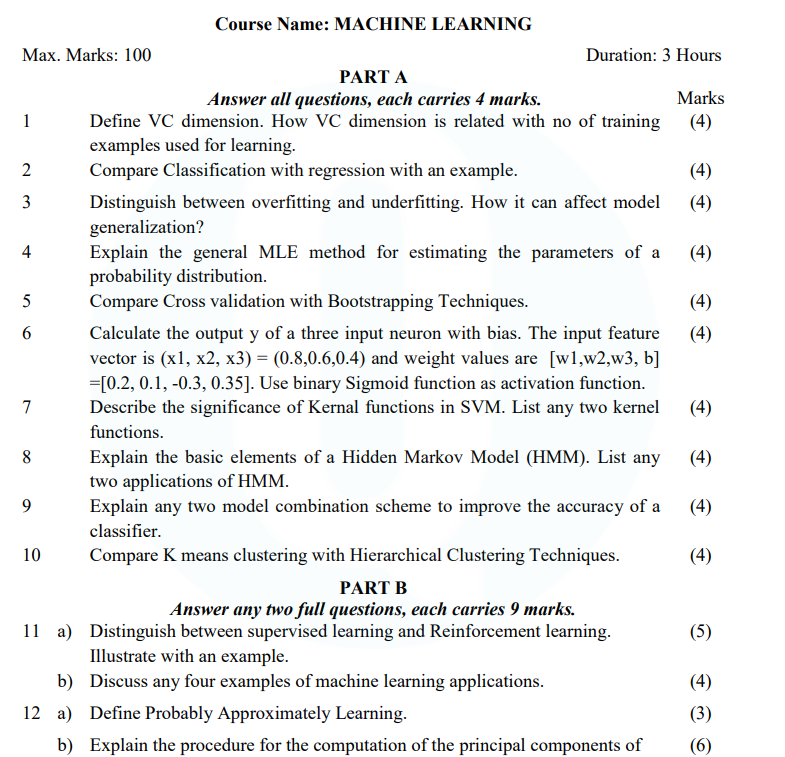 Course Name: MACHINE LEARNING
Max. Marks: 100 Duration: 3 Hours
PART A
Answer all questions, each carries 4 marks. Marks
1 Define VC dimension. How VC dimension is related with no of training (4)
examples used for learning.
2 Compare Classification with regression with an example. (4)
3 Distinguish between overfitting and underfitting. How it can affect model (4)
generalization?
4 Explain the general MLE method for estimating the parameters of a (4)
probability distribution.
5 Compare Cross validation with Bootstrapping Techniques. (4)
6 Calculate the output y of a three input neuron with bias. The input feature (4)
vector is (x1, x2, x3) = (0.8,0.6,0.4) and weight values are [w1,w2,w3, b]
=[0.2, 0.1, -0.3, 0.35]. Use binary Sigmoid function as activation function.
7 Describe the significance of Kernal functions in SVM. List any two kernel (4)
functions.
8 Explain the basic elements of a Hidden Markov Model (HMM). List any (4)
two applications of HMM.
9 Explain any two model combination scheme to improve the accuracy of a (4)
classifier.
10 Compare K means clustering with Hierarchical Clustering Techniques. (4)
PART B
Answer any two full questions, each carries 9 marks.
11 a) Distinguish between supervised learning and Reinforcement learning. (5)
Illustrate with an example.
b) Discuss any four examples of machine learning applications. (4)
12 a) Define Probably Approximately Learning. (3)
b) Explain the procedure for the computation of the principal components of (6)